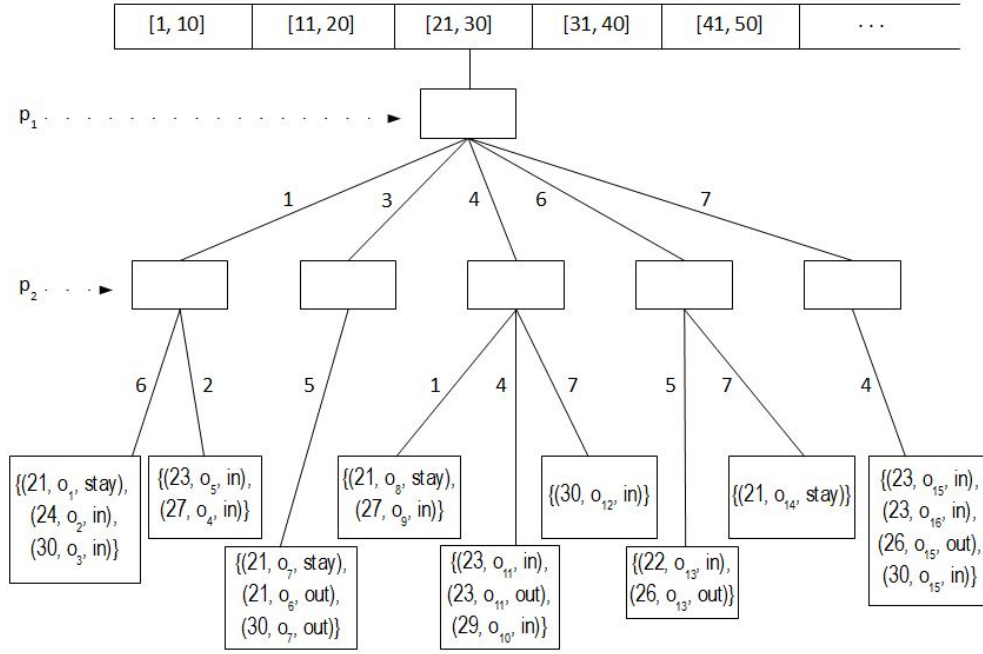 [1, 10] [11, 20] [21, 30] [31, 40] [41, 50] ...
p₁
1 3 4 6 7
p₂
6 2 5 1 4 7 5 7 4
{(21, o₁, stay),
(24, o₂, in),
(30, o₃, in)}
{(23, o₅, in),
(27, o₄, in)}
{(21, o₇, stay),
(21, o₆, out),
(30, o₇, out)}
{(21, o₈, stay),
(27, o₉, in)}
{(23, o₁₁, in),
(23, o₁₁, out),
(29, o₁₀, in)}
{(30, o₁₂, in)}
{(22, o₁₃, in),
(26, o₁₃, out)}
{(21, o₁₄, stay)}
{(23, o₁₅, in),
(23, o₁₆, in),
(26, o₁₅, out),
(30, o₁₅, in)}